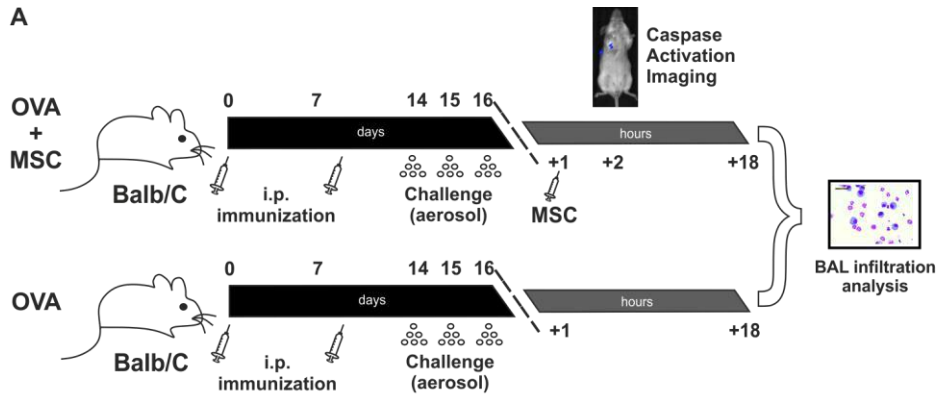 A
Caspase
Activation
Imaging
OVA
+
MSC
0 7 14 15 16
days
hours
+1 +2 +18
Balb/C
i.p.
immunization
Challenge
(aerosol)
MSC
BAL infiltration
analysis
OVA
0 7 14 15 16
days
hours
+1 +18
Balb/C
i.p.
immunization
Challenge
(aerosol)